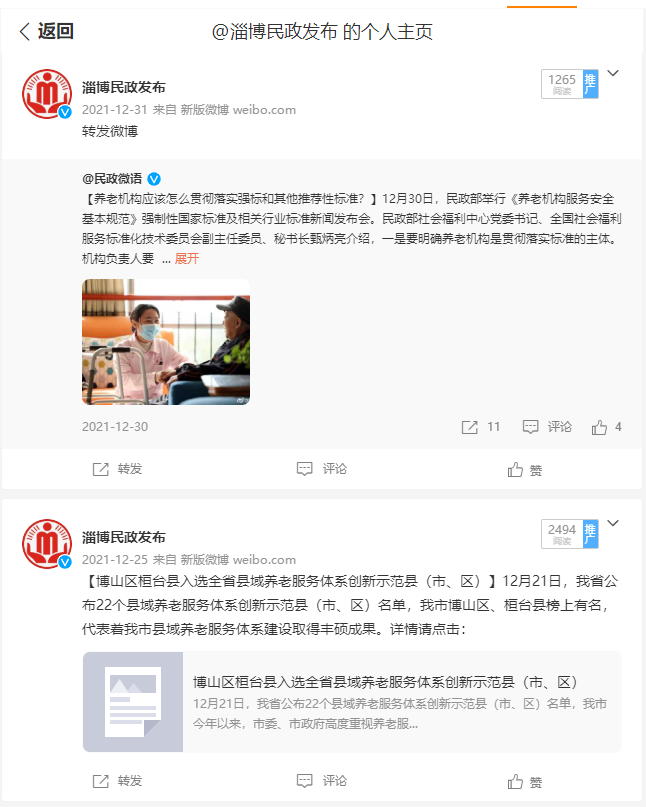 返回
@淄博民政发布 的个人主页
淄博民政发布
1265
阅读
推广
2021-12-31 来自 新版微博 weibo.com
转发微博
@民政微语
【养老机构应该怎么贯彻落实强标和其他推荐性标准？】12月30日，民政部举行《养老机构服务安全
基本规范》强制性国家标准及相关行业标准新闻发布会。民政部社会福利中心党委书记、全国社会福利
服务标准化技术委员会副主任委员、秘书长甄炳亮介绍，一是要明确养老机构是贯彻落实标准的主体。
机构负责人要 ... 展开
2021-12-30
11
评论
4
转发
评论
赞
淄博民政发布
2494
阅读
推广
2021-12-25 来自 新版微博 weibo.com
【博山区桓台县入选全省县域养老服务体系创新示范县（市、区）】12月21日，我省公
布22个县域养老服务体系创新示范县（市、区）名单，我市博山区、桓台县榜上有名，
代表着我市县域养老服务体系建设取得丰硕成果。详情请点击：
博山区桓台县入选全省县域养老服务体系创新示范县（市、区）
12月21日，我省公布22个县域养老服务体系创新示范县（市、区）名单，我市
今年以来，市委、市政府高度重视养老服...
转发
评论
赞